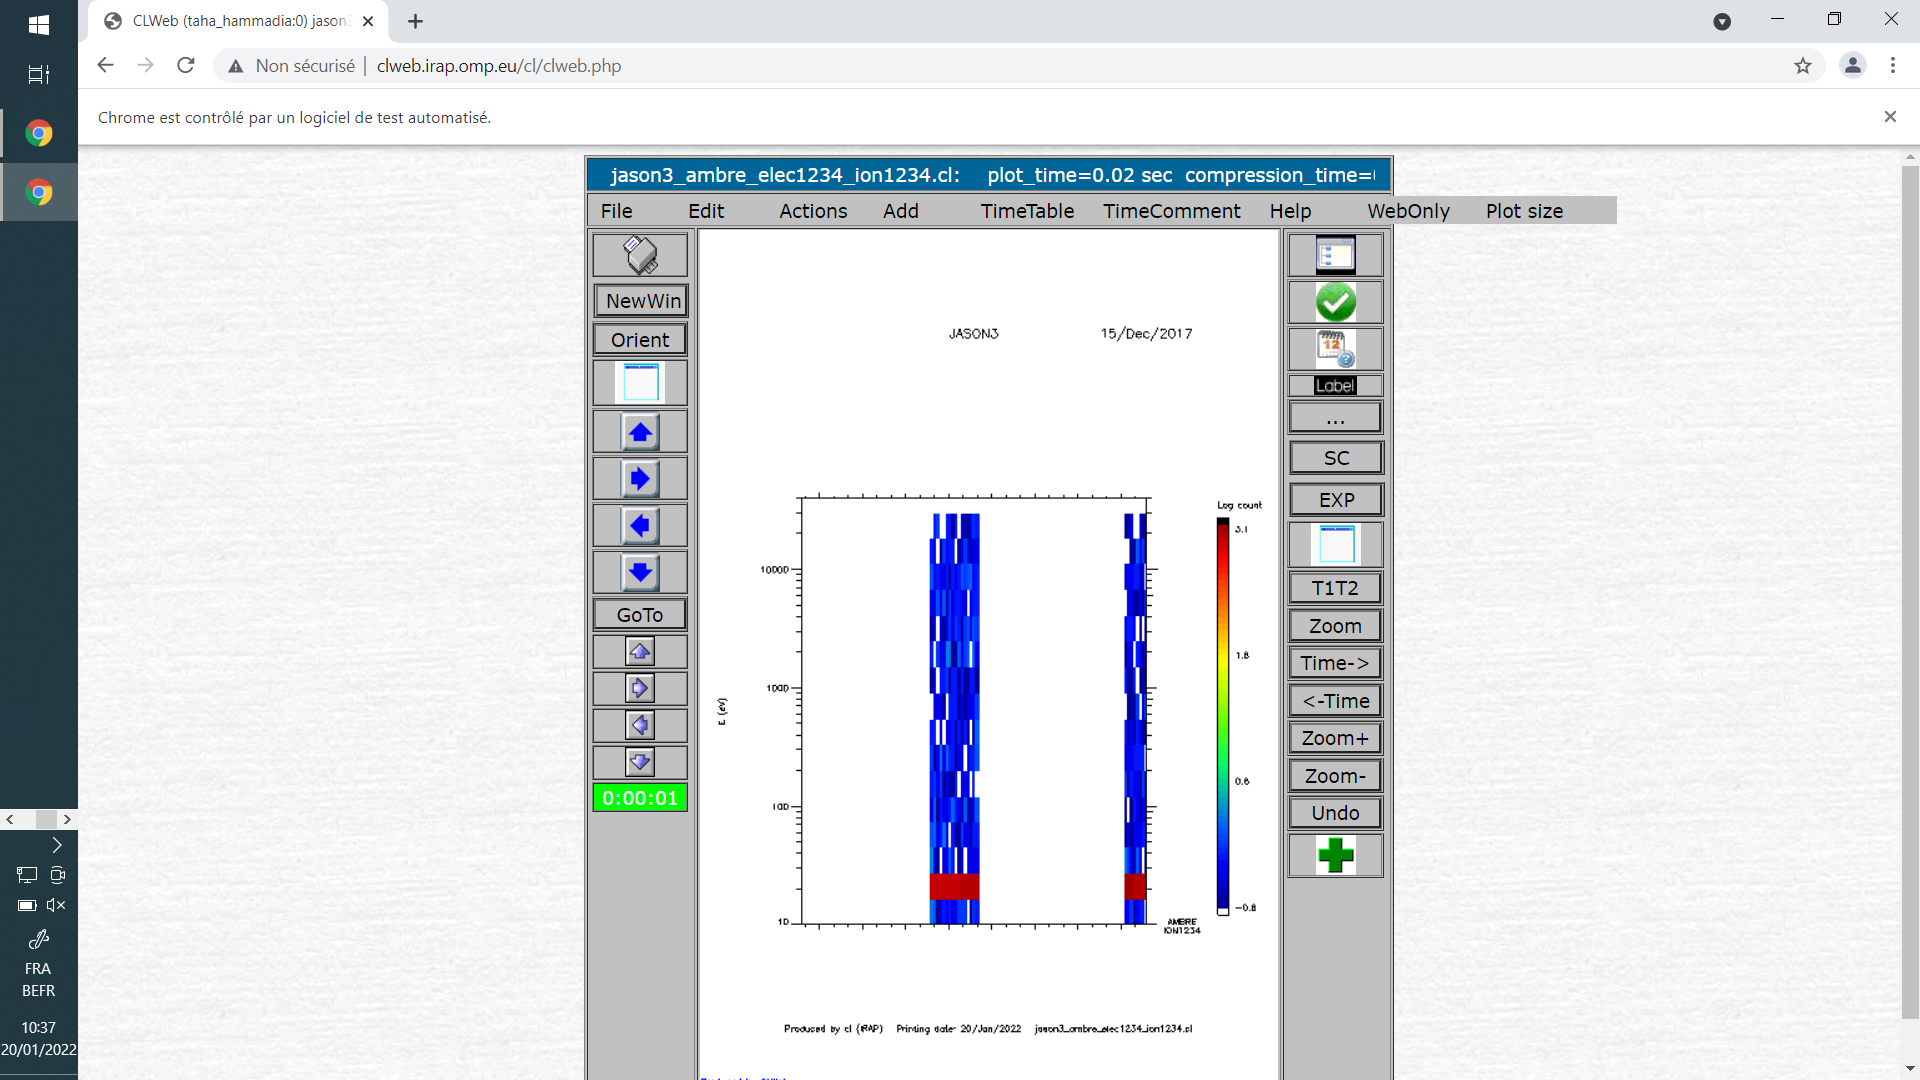 CLWeb (taha_hammadia:0) jason3
Non sécurisé | clweb.irap.omp.eu/cl/clweb.php
Chrome est contrôlé par un logiciel de test automatisé.
jason3_ambre_elec1234_ion1234.cl: plot_time=0.02 sec compression_time=
File Edit Actions Add TimeTable TimeComment Help WebOnly Plot size
NewWin
Orient
GoTo
0:00:01
JASON3 15/Dec/2017
Log count
3.1
1.8
0.6
-0.8
10000
1000
100
10
E (eV)
AMBRE
ION1234
Produced by cl (IRAP) Printing date: 20/Jan/2022 jason3_ambre_elec1234_ion1234.cl
12
Label
...
SC
EXP
T1T2
Zoom
Time->
<-Time
Zoom+
Zoom-
Undo
FRA
BEFR
10:37
20/01/2022